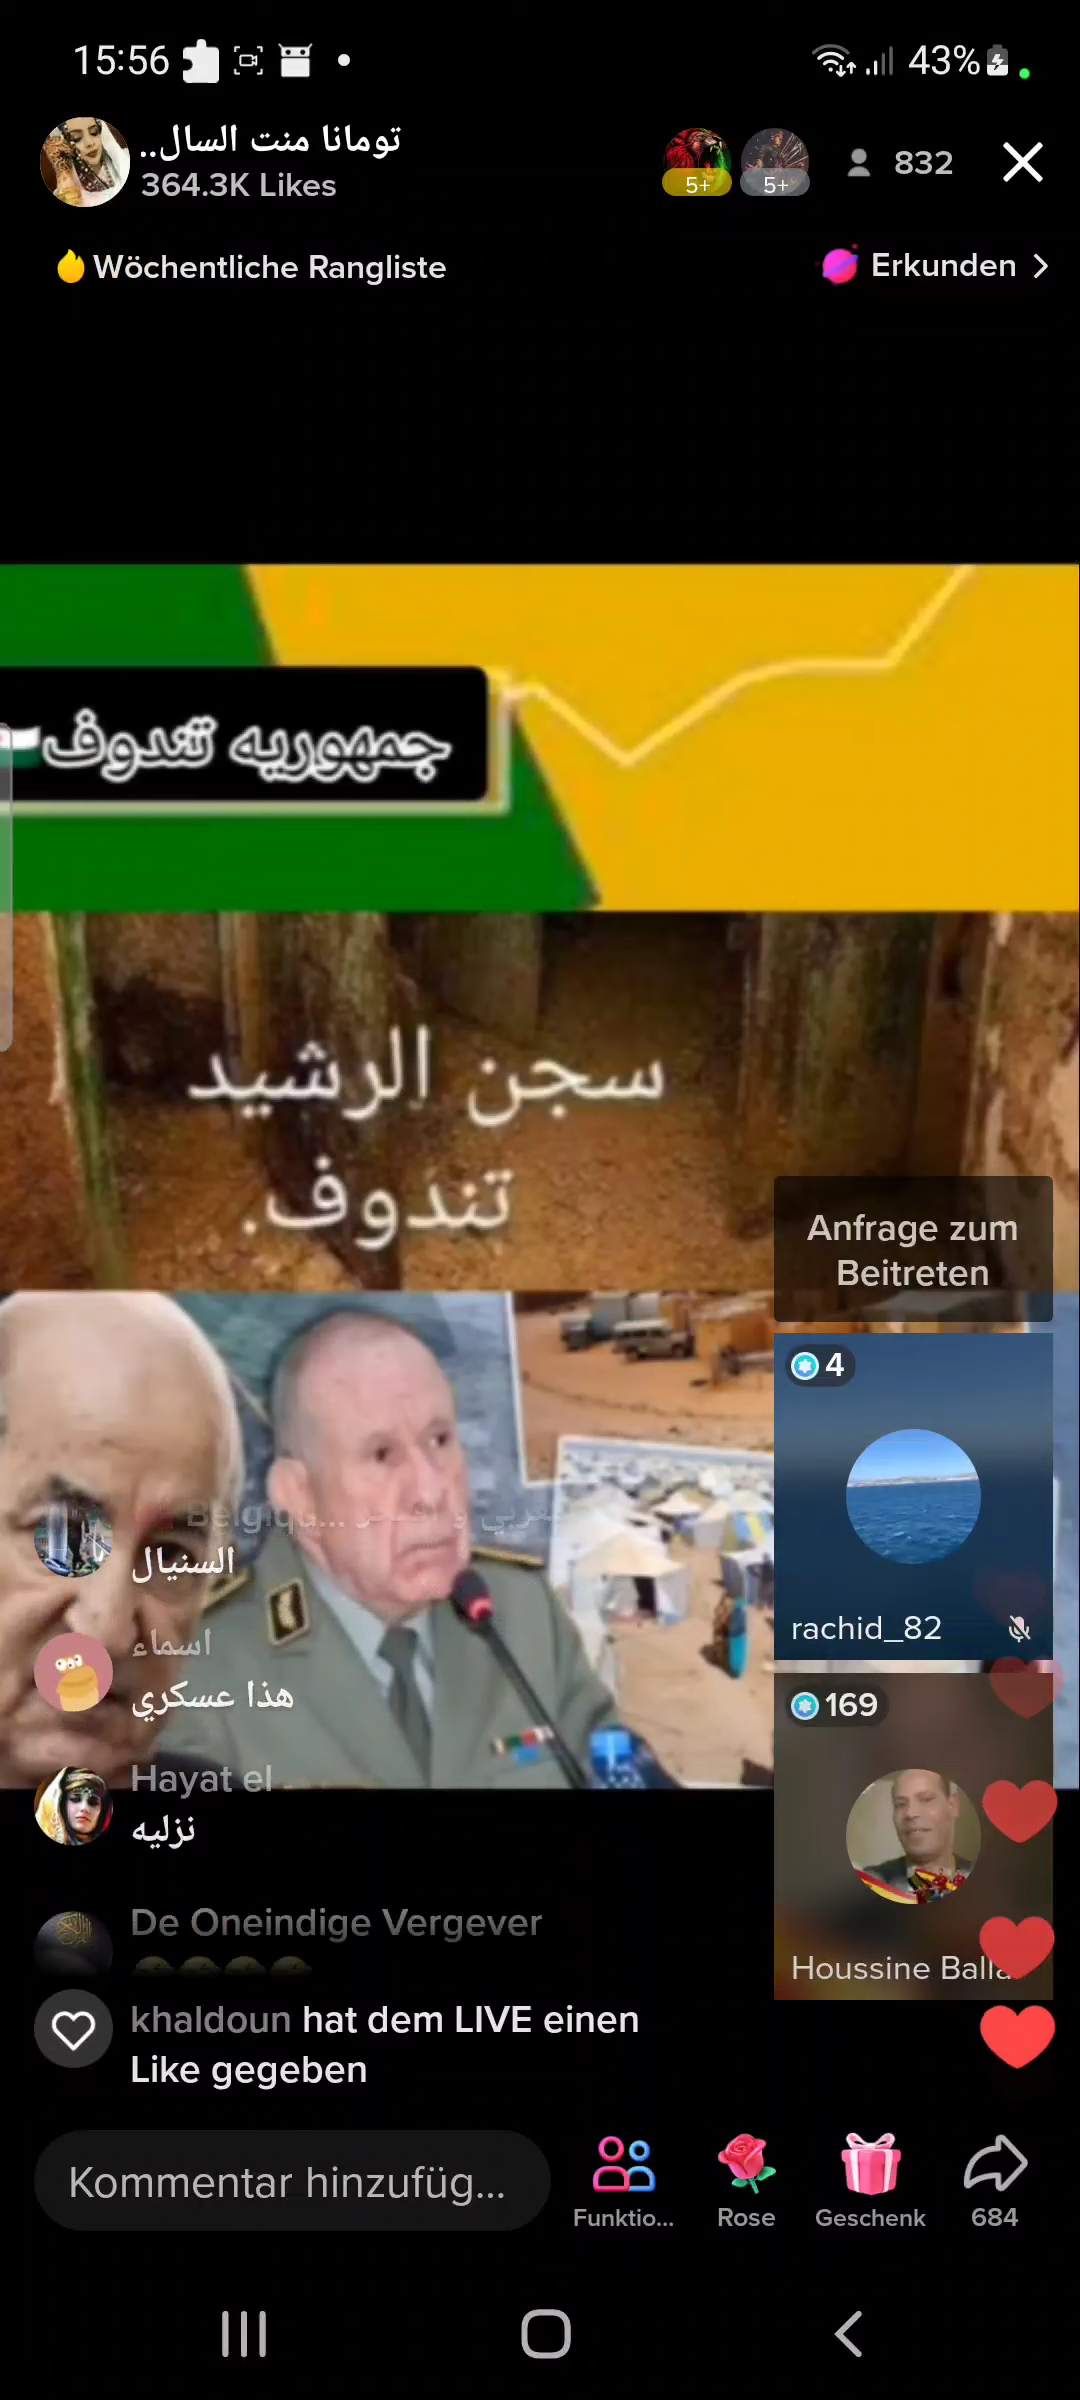 15:56
43%
تومانا منت السال..
364.3K Likes
5+
5+
832
Wöchentliche Rangliste
Erkunden
جمهوريه تندوف
سجن الرشيد
تندوف.
Anfrage zum
Beitreten
4
rachid_82
169
Houssine Balla
Belgiqu...
السنيال
اسماء
هذا عسكري
Hayat el
نزليه
De Oneindige Vergever
khaldoun hat dem LIVE einen
Like gegeben
Kommentar hinzufüg...
Funktio...
Rose
Geschenk
684